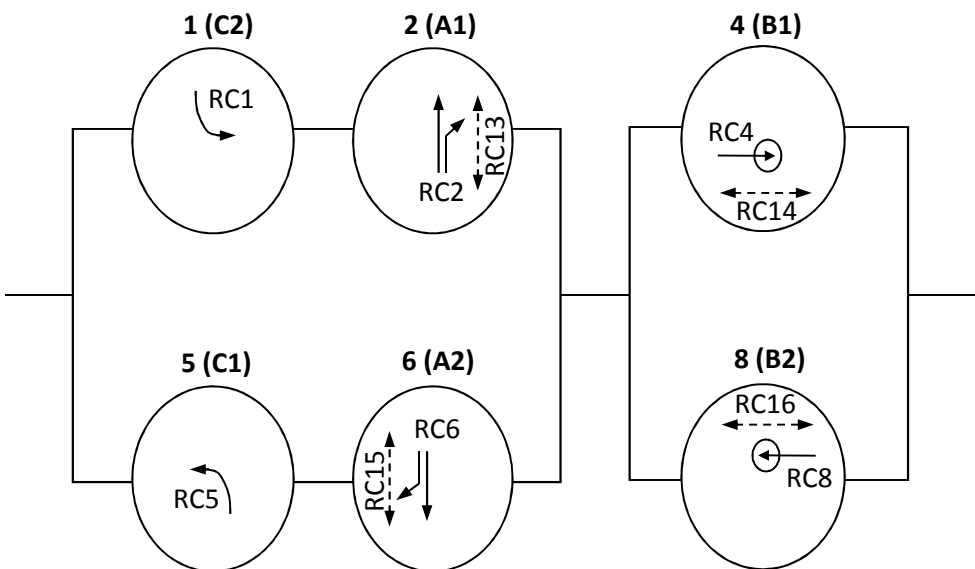 1 (C2)
2 (A1)
4 (B1)
RC1
RC2
RC13
RC4
RC14
5 (C1)
6 (A2)
8 (B2)
RC5
RC15
RC6
RC16
RC8